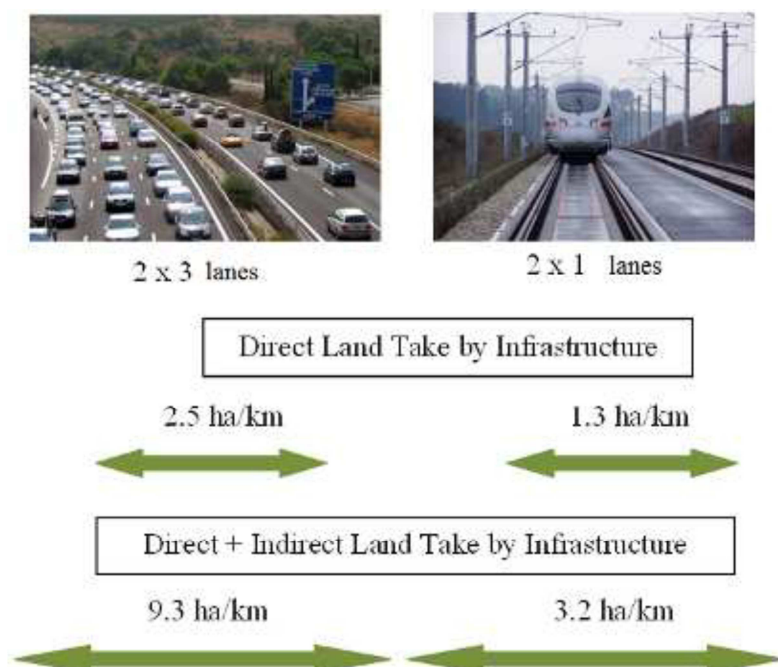 2 x 3 lanes
2 x 1 lanes
Direct Land Take by Infrastructure
2.5 ha/km
1.3 ha/km
Direct + Indirect Land Take by Infrastructure
9.3 ha/km
3.2 ha/km